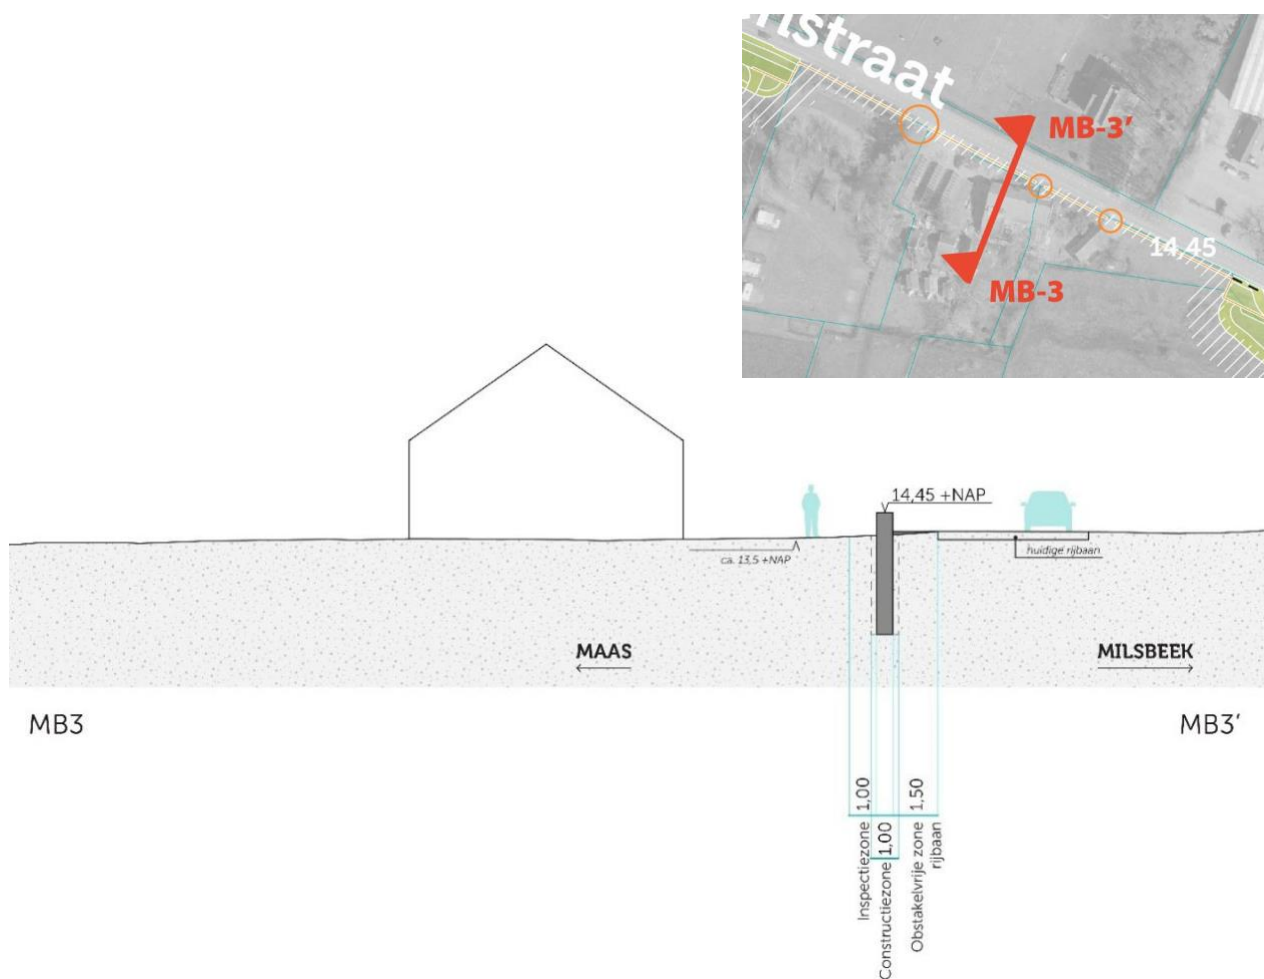 nstraat
MB-3'
14,45
MB-3
14,45 +NAP
ca. 13,5 +NAP
huidige rijbaan
MAAS
MILSBEEK
MB3
MB3'
Inspectiezone 1,00
Constructiezone 1,00
Obstakelvrije zone 1,50
rijbaan